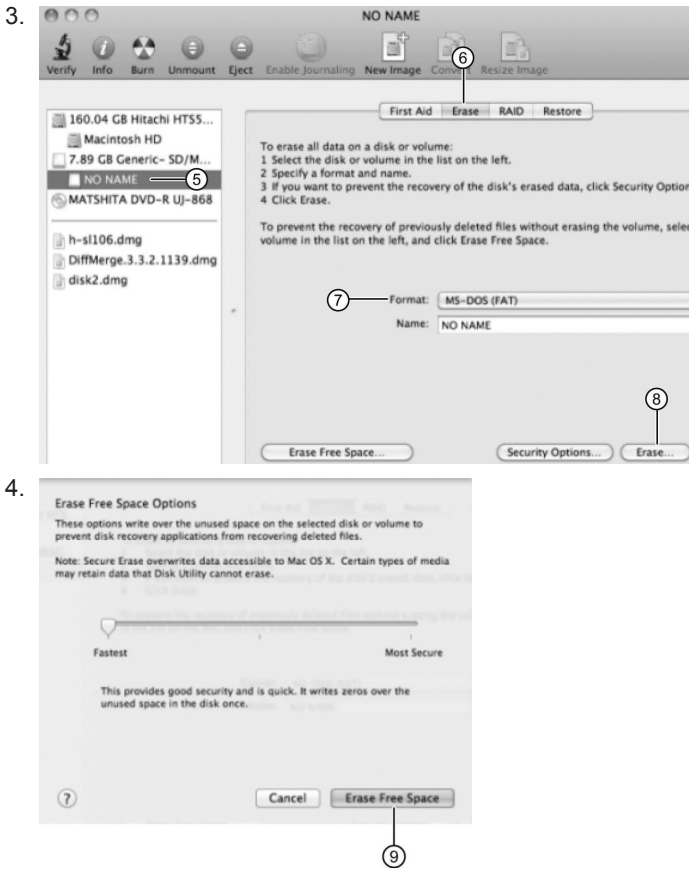 3.
NO NAME
Verify Info Burn Unmount Eject Enable Journaling New Image Convert Resize Image
6
First Aid Erase RAID Restore
160.04 GB Hitachi HTS5...
Macintosh HD
7.89 GB Generic- SD/M...
NO NAME 5
MATSHITA DVD-R UJ-868
h-sl106.dmg
DiffMerge.3.3.2.1139.dmg
disk2.dmg
To erase all data on a disk or volume:
1 Select the disk or volume in the list on the left.
2 Specify a format and name.
3 If you want to prevent the recovery of the disk's erased data, click Security Option
4 Click Erase.
To prevent the recovery of previously deleted files without erasing the volume, selec
volume in the list on the left, and click Erase Free Space.
7 Format: MS-DOS (FAT)
Name: NO NAME
8
Erase Free Space... Security Options... Erase...
4.
Erase Free Space Options
These options write over the unused space on the selected disk or volume to
prevent disk recovery applications from recovering deleted files.
Note: Secure Erase overwrites data accessible to Mac OS X. Certain types of media
may retain data that Disk Utility cannot erase.
Fastest Most Secure
This provides good security and is quick. It writes zeros over the
unused space in the disk once.
? Cancel Erase Free Space
9